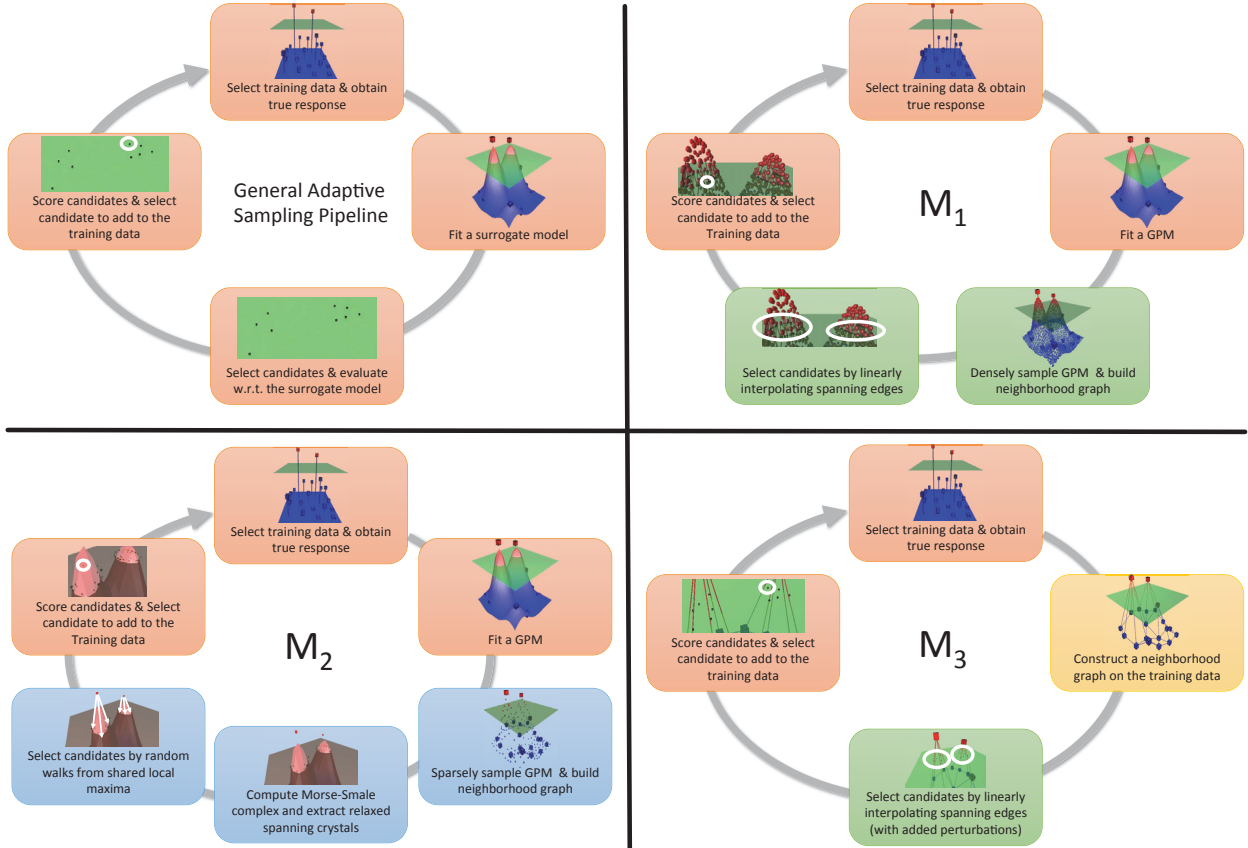 Select training data & obtain
true response
Score candidates & select
candidate to add to the
training data
General Adaptive
Sampling Pipeline
Fit a surrogate model
Select candidates & evaluate
w.r.t. the surrogate model
Select training data & obtain
true response
Score candidates & select
candidate to add to the
Training data
M1
Fit a GPM
Select candidates by linearly
interpolating spanning edges
Densely sample GPM & build
neighborhood graph
Select training data & obtain
true response
Score candidates & Select
candidate to add to the
Training data
M2
Fit a GPM
Select candidates by random
walks from shared local
maxima
Compute Morse-Smale
complex and extract relaxed
spanning crystals
Sparsely sample GPM & build
neighborhood graph
Select training data & obtain
true response
Score candidates & select
candidate to add to the
training data
M3
Construct a neighborhood
graph on the training data
Select candidates by linearly
interpolating spanning edges
(with added perturbations)